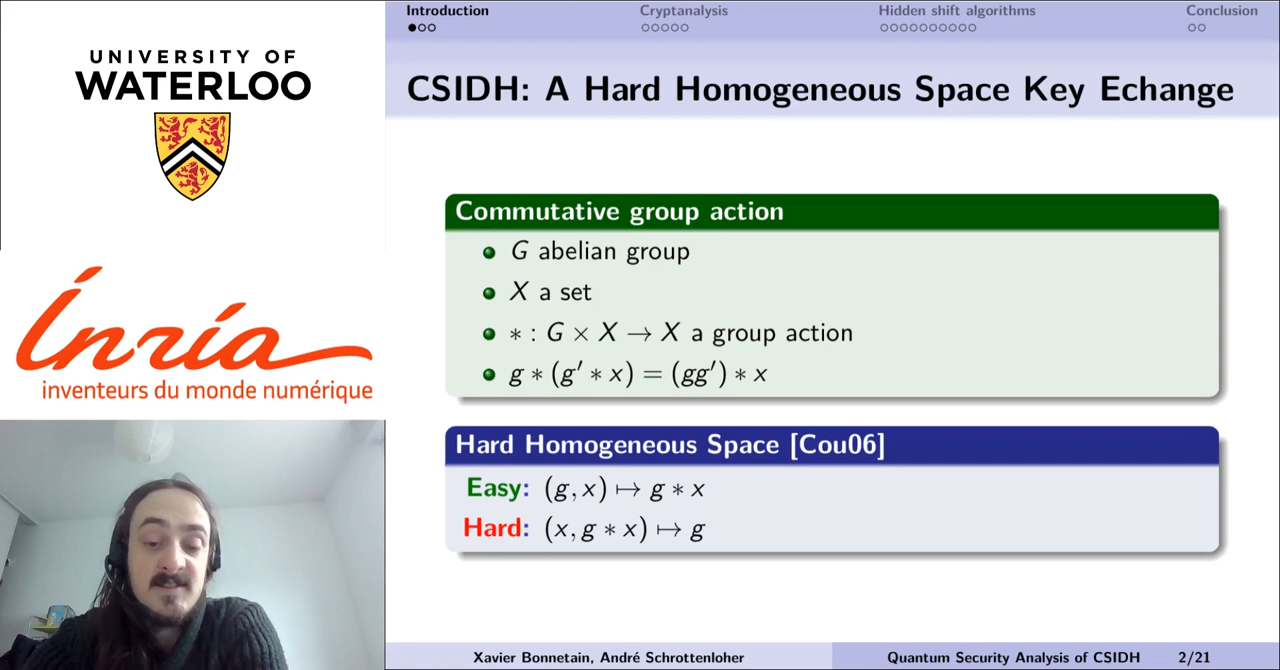 UNIVERSITY OF
WATERLOO
Inría
inventeurs du monde numérique
Introduction
Cryptanalysis
Hidden shift algorithms
Conclusion
CSIDH: A Hard Homogeneous Space Key Echange
Commutative group action
G abelian group
X a set
∗ : G × X → X a group action
g ∗ (g′ ∗ x) = (gg′) ∗ x
Hard Homogeneous Space [Cou06]
Easy: (g, x) ↦ g ∗ x
Hard: (x, g ∗ x) ↦ g
Xavier Bonnetain, André Schrottenloher
Quantum Security Analysis of CSIDH
2/21